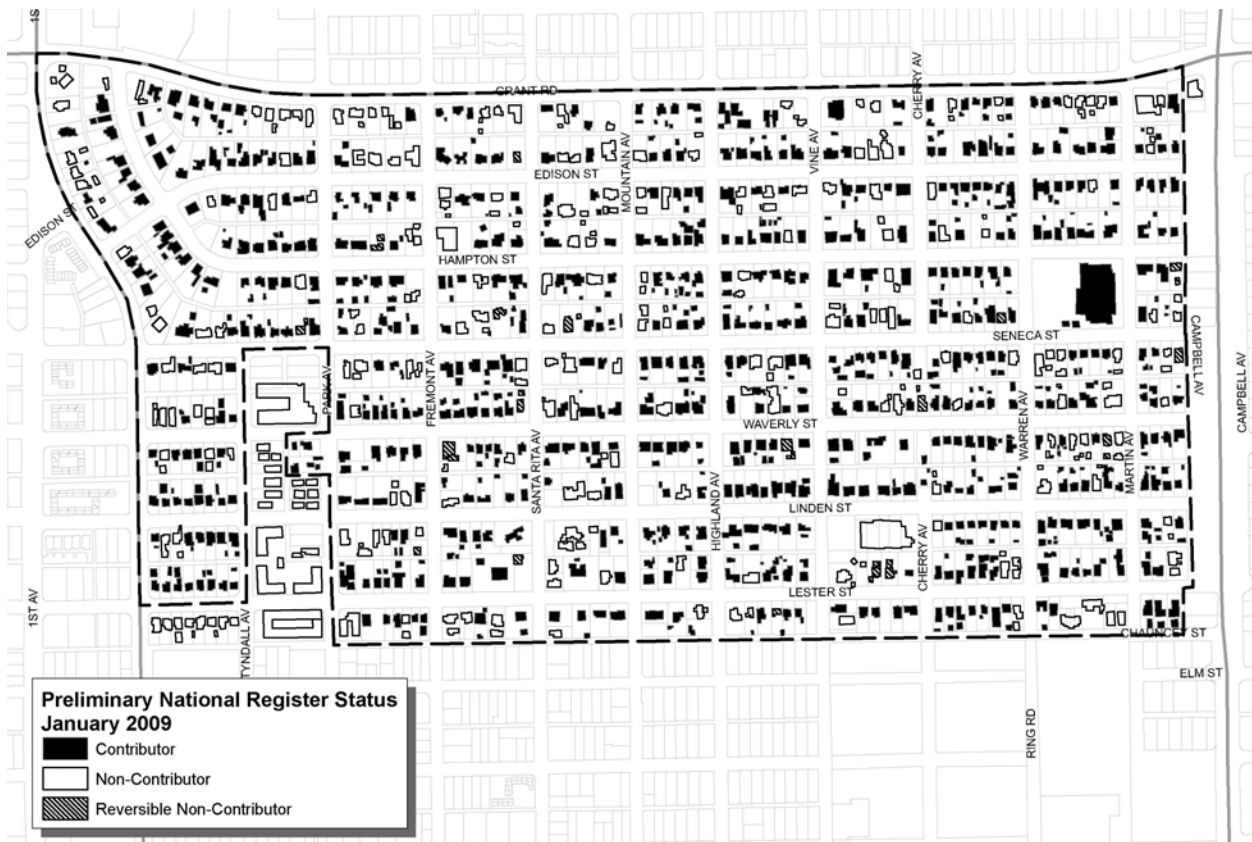 1S
CHERRY AV
GRANT RD
MOUNTAIN AV
VINE AV
EDISON ST
EDISON ST
HAMPTON ST
SENECA ST
CAMPBELL AV
CAMPBELL AV
PARK AV
FREMONT AV
WAVERLY ST
WARREN AV
MARTIN AV
SANTA RITA AV
HIGHLAND AV
LINDEN ST
CHERRY AV
LESTER ST
1ST AV
TYNDALL AV
CHAUNCEY ST
ELM ST
RING RD
Preliminary National Register Status
January 2009
Contributor
Non-Contributor
Reversible Non-Contributor